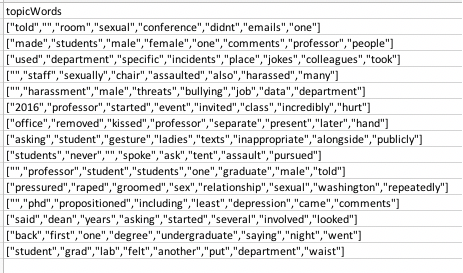 topicWords
["told","","room","sexual","conference","didnt","emails","one"]
["made","students","male","female","one","comments","professor","people"]
["used","department","specific","incidents","place","jokes","colleagues","took"]
["","staff","sexually","chair","assaulted","also","harassed","many"]
["","harassment","male","threats","bullying","job","data","department"]
["2016","professor","started","event","invited","class","incredibly","hurt"]
["office","removed","kissed","professor","separate","present","later","hand"]
["asking","student","gesture","ladies","texts","inappropriate","alongside","publicly"]
["students","never","","spoke","ask","tent","assault","pursued"]
["","professor","student","students","one","graduate","male","told"]
["pressured","raped","groomed","sex","relationship","sexual","washington","repeatedly"]
["","phd","propositioned","including","least","depression","came","comments"]
["said","dean","years","asking","started","several","involved","looked"]
["back","first","one","degree","undergraduate","saying","night","went"]
["student","grad","lab","felt","another","put","department","waist"]